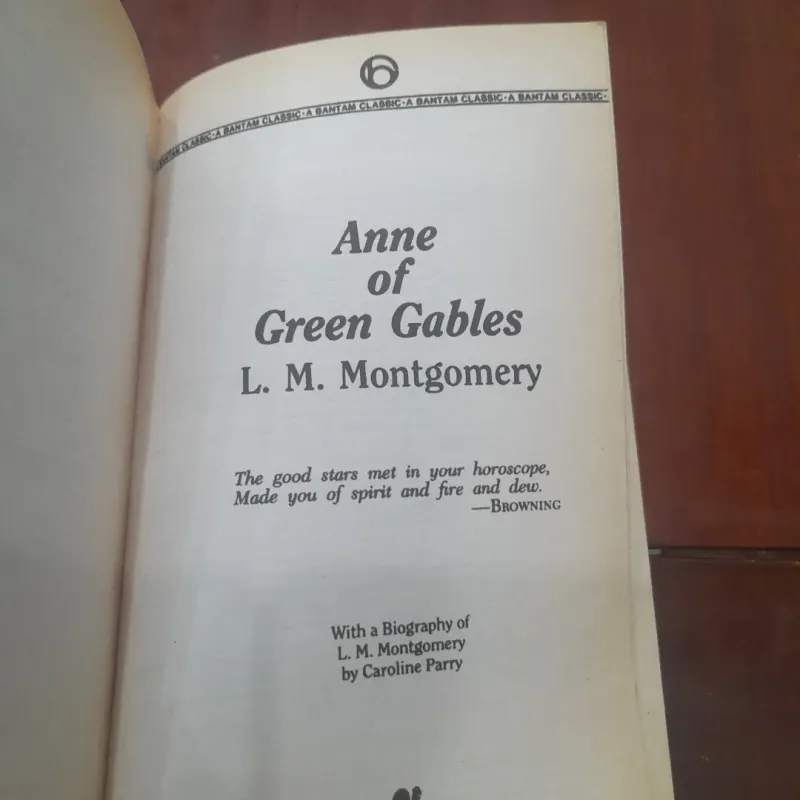 TAM CLASSIC·A BANTAM CLASSIC·A BANTAM CLASSIC·A BANTAM CLASSIC·A BANTAM CLASSIC·
Anne
of
Green Gables
L. M. Montgomery
The good stars met in your horoscope,
Made you of spirit and fire and dew.
—BROWNING
With a Biography of
L. M. Montgomery
by Caroline Parry